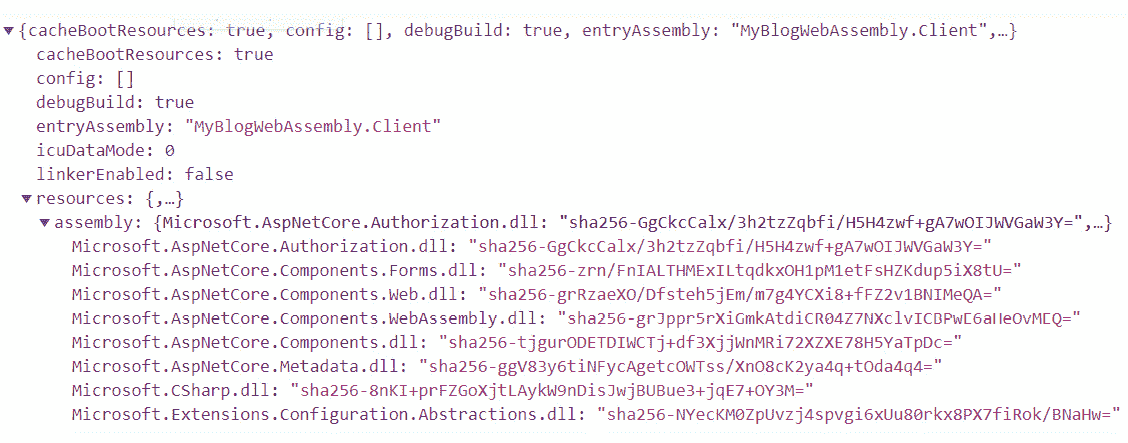 ▼{cacheBootResources: true, config: [], debugBuild: true, entryAssembly: "MyBlogWebAssembly.Client",…}
cacheBootResources: true
config: []
debugBuild: true
entryAssembly: "MyBlogWebAssembly.Client"
icuDataMode: 0
linkerEnabled: false
▼resources: {,…}
▼assembly: {Microsoft.AspNetCore.Authorization.dll: "sha256-GgCkcCalx/3h2tzZqbfi/H5H4zwf+gA7wOIJWVGaW3Y=",…}
Microsoft.AspNetCore.Authorization.dll: "sha256-GgCkcCalx/3h2tzZqbfi/H5H4zwf+gA7wOIJWVGaW3Y="
Microsoft.AspNetCore.Components.Forms.dll: "sha256-zrn/FnIALTHMExILtqdkxOH1pM1etFsHZKdup5iX8tU="
Microsoft.AspNetCore.Components.Web.dll: "sha256-grRzaeXO/Dfsteh5jEm/m7g4YCXi8+fFZ2v1BNIMeQA="
Microsoft.AspNetCore.Components.WebAssembly.dll: "sha256-grJppr5rXiGmkAtdiCR04Z7NXclvICBPwE6aHeOvMEQ="
Microsoft.AspNetCore.Components.dll: "sha256-tjgurODETDIWCTj+df3XjjWnMRi72XZXE78H5YaTpDc="
Microsoft.AspNetCore.Metadata.dll: "sha256-ggV83y6tiNFycAgetcOWTss/XnO8cK2ya4q+tOda4q4="
Microsoft.CSharp.dll: "sha256-8nKI+prFZGoXjtLAykW9nDisJwjBUBue3+jqE7+OY3M="
Microsoft.Extensions.Configuration.Abstractions.dll: "sha256-NYecKM0ZpUvzj4spvgi6xUu80rkx8PX7fiRok/BNaHw="